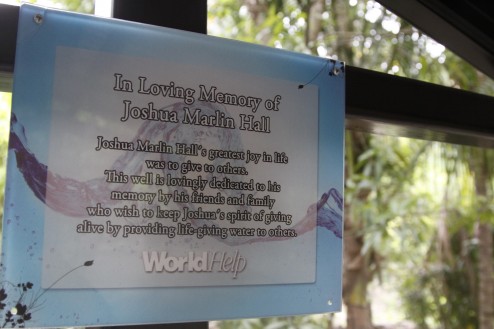 In Loving Memory of
Joshua Marlin Hall
Joshua Marlin Hall's greatest joy in life
was to give to others.
This well is lovingly dedicated to his
memory by his friends and family
who wish to keep Joshua's spirit of giving
alive by providing life-giving water to others.
WorldHelp